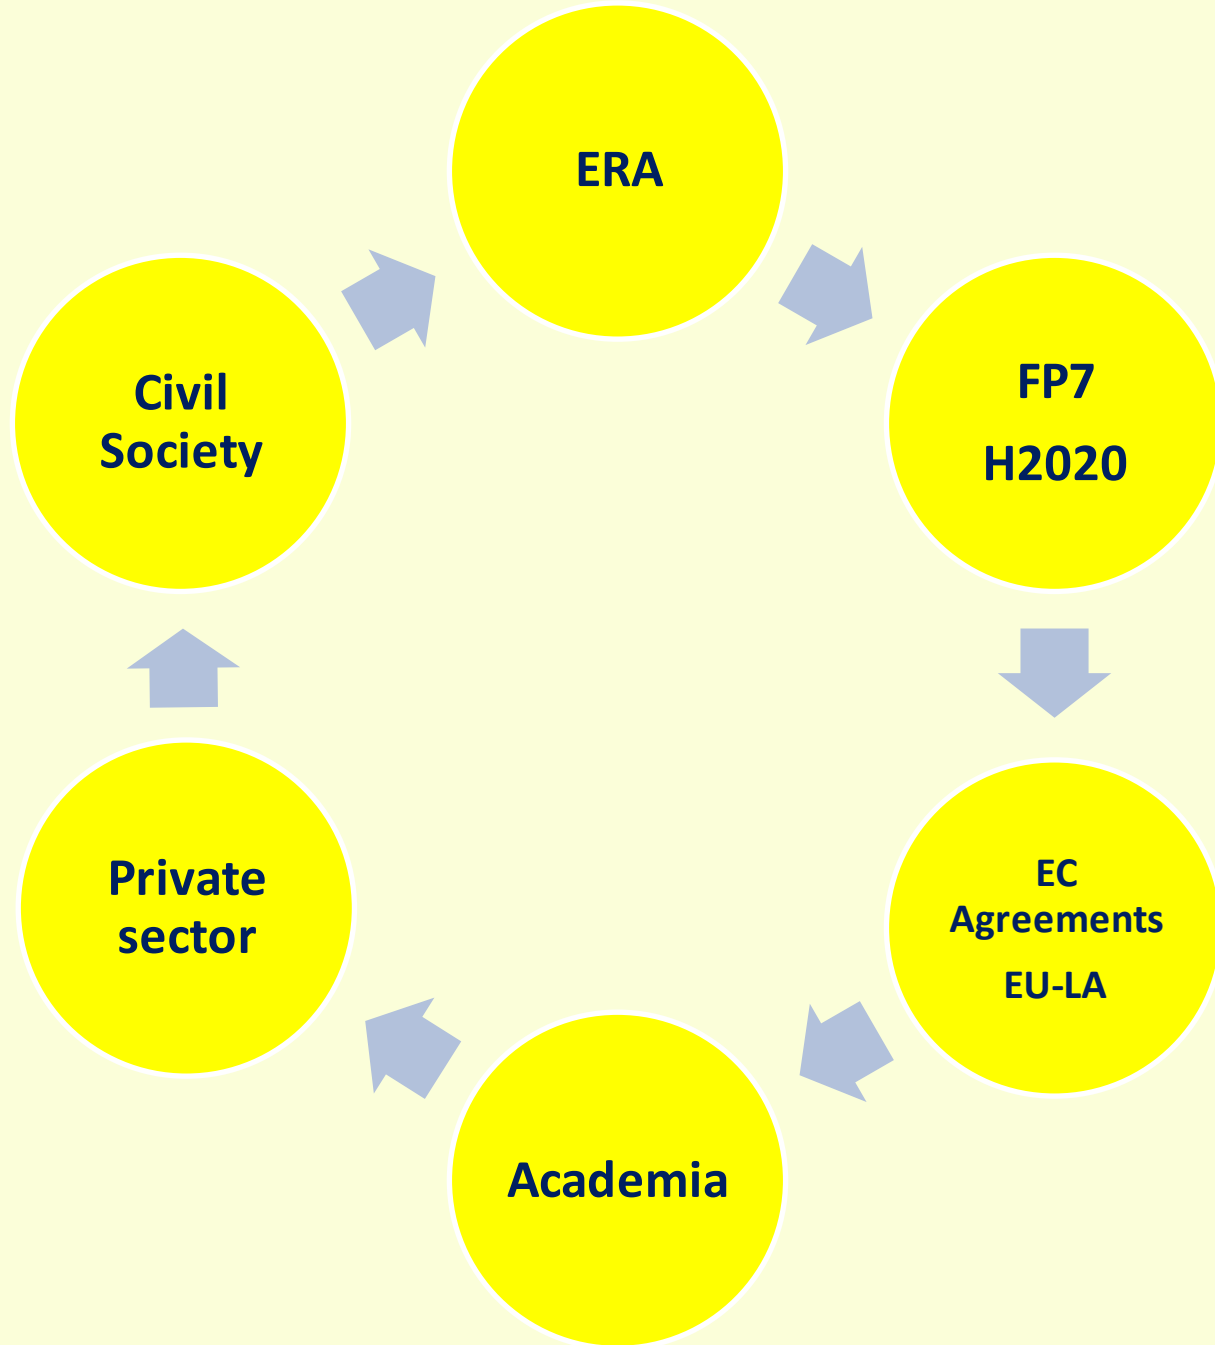 ERA
FP7
H2020
EC
Agreements
EU-LA
Academia
Private
sector
Civil
Society